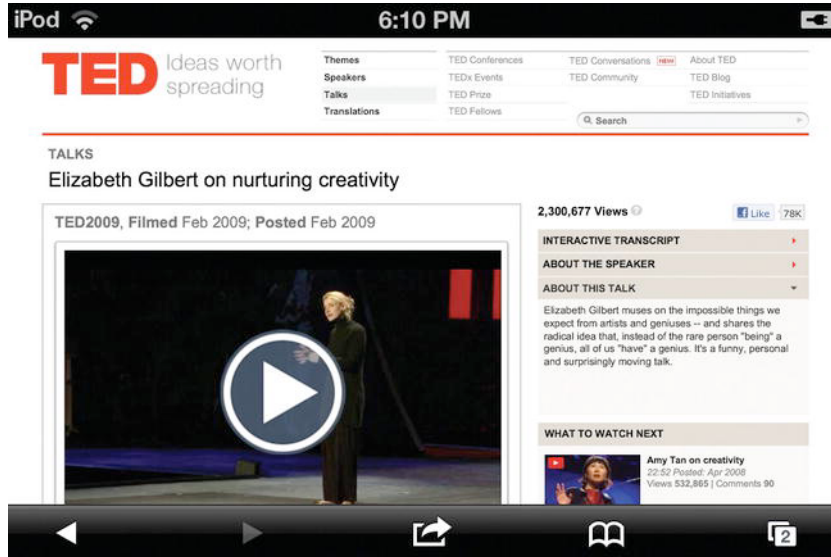 iPod 6:10 PM
TED Ideas worth
spreading
Themes
Speakers
Talks
Translations
TED Conferences
TEDx Events
TED Prize
TED Fellows
TED Conversations NEW
TED Community
About TED
TED Blog
TED Initiatives
Search
TALKS
Elizabeth Gilbert on nurturing creativity
TED2009, Filmed Feb 2009; Posted Feb 2009
2,300,677 Views ?
Like 78K
INTERACTIVE TRANSCRIPT
ABOUT THE SPEAKER
ABOUT THIS TALK
Elizabeth Gilbert muses on the impossible things we
expect from artists and geniuses -- and shares the
radical idea that, instead of the rare person "being" a
genius, all of us "have" a genius. It's a funny, personal
and surprisingly moving talk.
WHAT TO WATCH NEXT
Amy Tan on creativity
22:52 Posted: Apr 2008
Views 532,865 | Comments 90
2